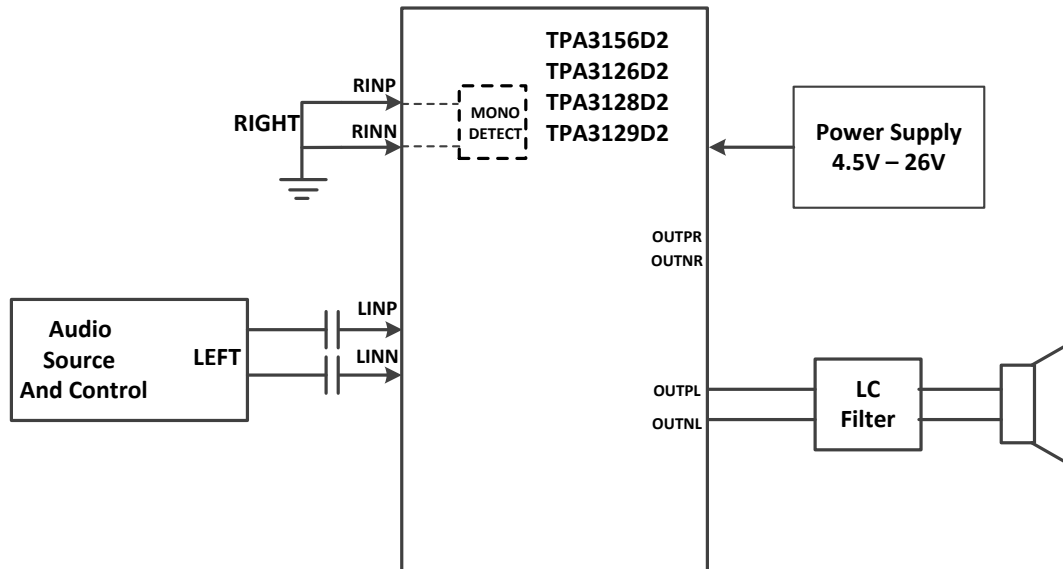 TPA3156D2
TPA3126D2
TPA3128D2
TPA3129D2
RINP
RIGHT
RINN
MONO
DETECT
Power Supply
4.5V – 26V
OUTPR
OUTNR
Audio
Source
And Control
LEFT
LINP
LINN
OUTPL
OUTNL
LC
Filter